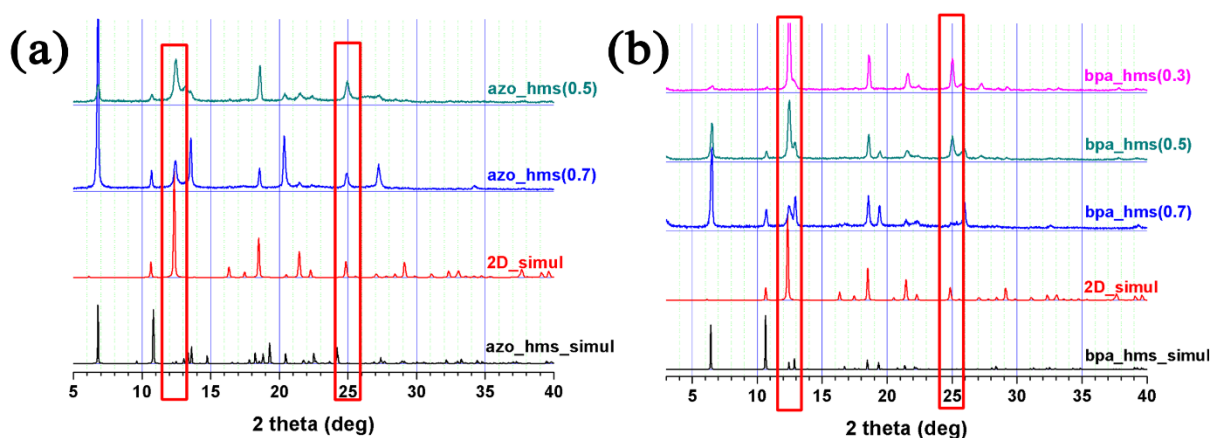 (a)
azo_hms(0.5)
azo_hms(0.7)
2D_simul
azo_hms_simul
5 10 15 20 25 30 35 40
2 theta (deg)
(b)
bpa_hms(0.3)
bpa_hms(0.5)
bpa_hms(0.7)
2D_simul
bpa_hms_simul
5 10 15 20 25 30 35 40
2 theta (deg)